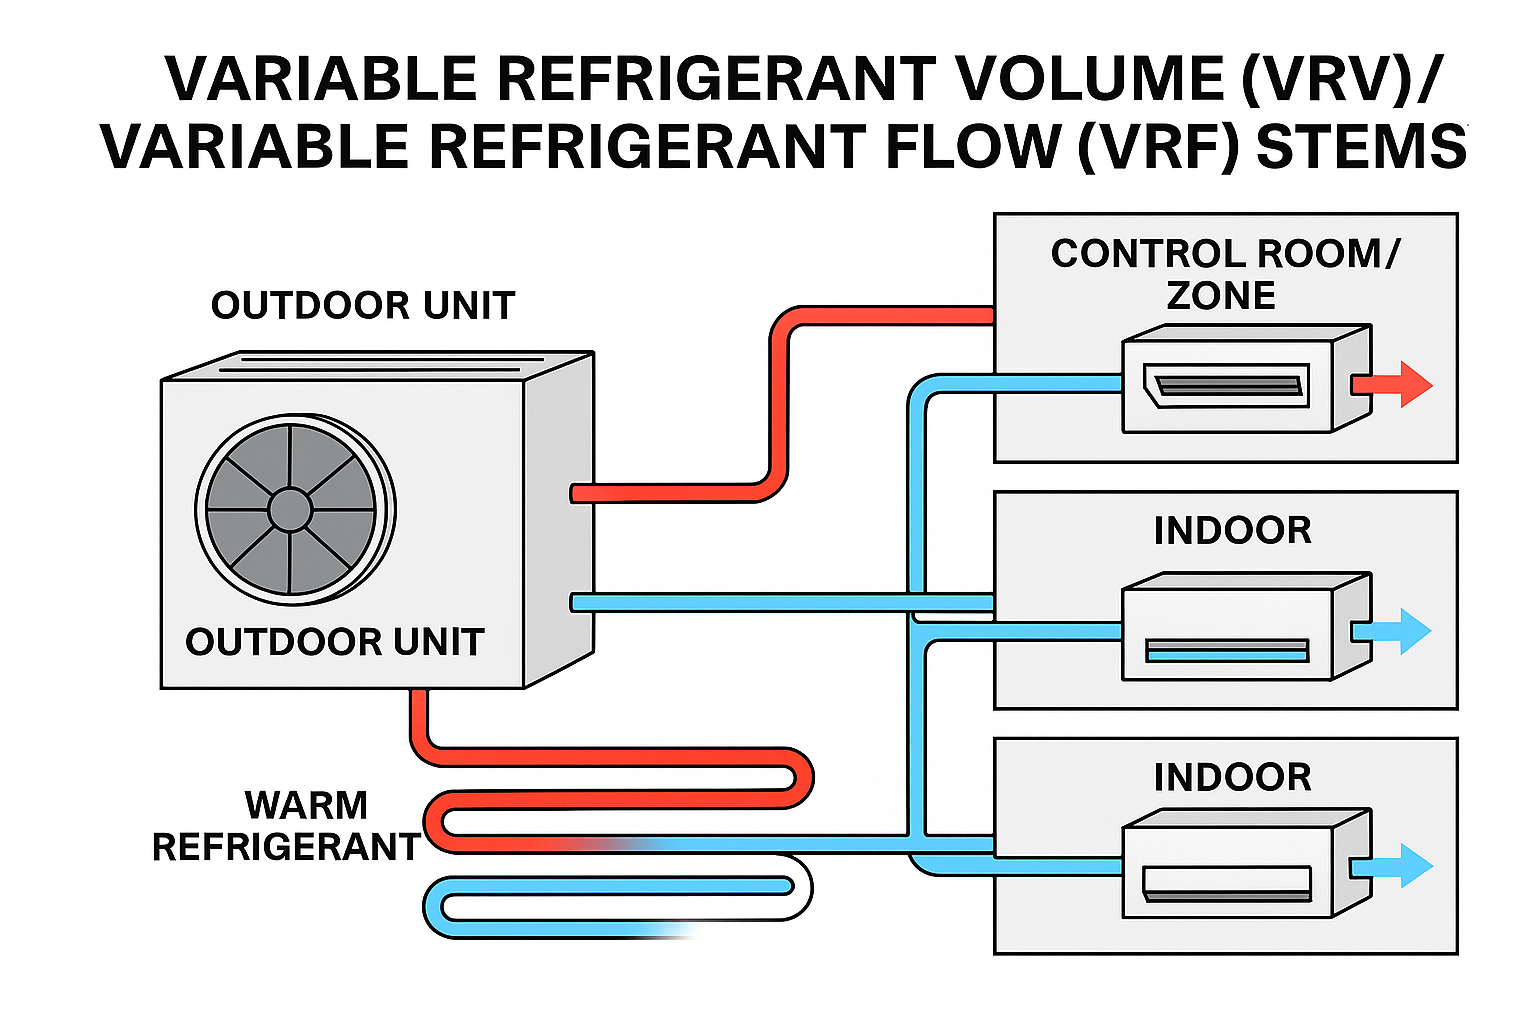 VARIABLE REFRIGERANT VOLUME (VRV)/
VARIABLE REFRIGERANT FLOW (VRF) STEMS
OUTDOOR UNIT
OUTDOOR UNIT
WARM
REFRIGERANT
CONTROL ROOM/
ZONE
INDOOR
INDOOR